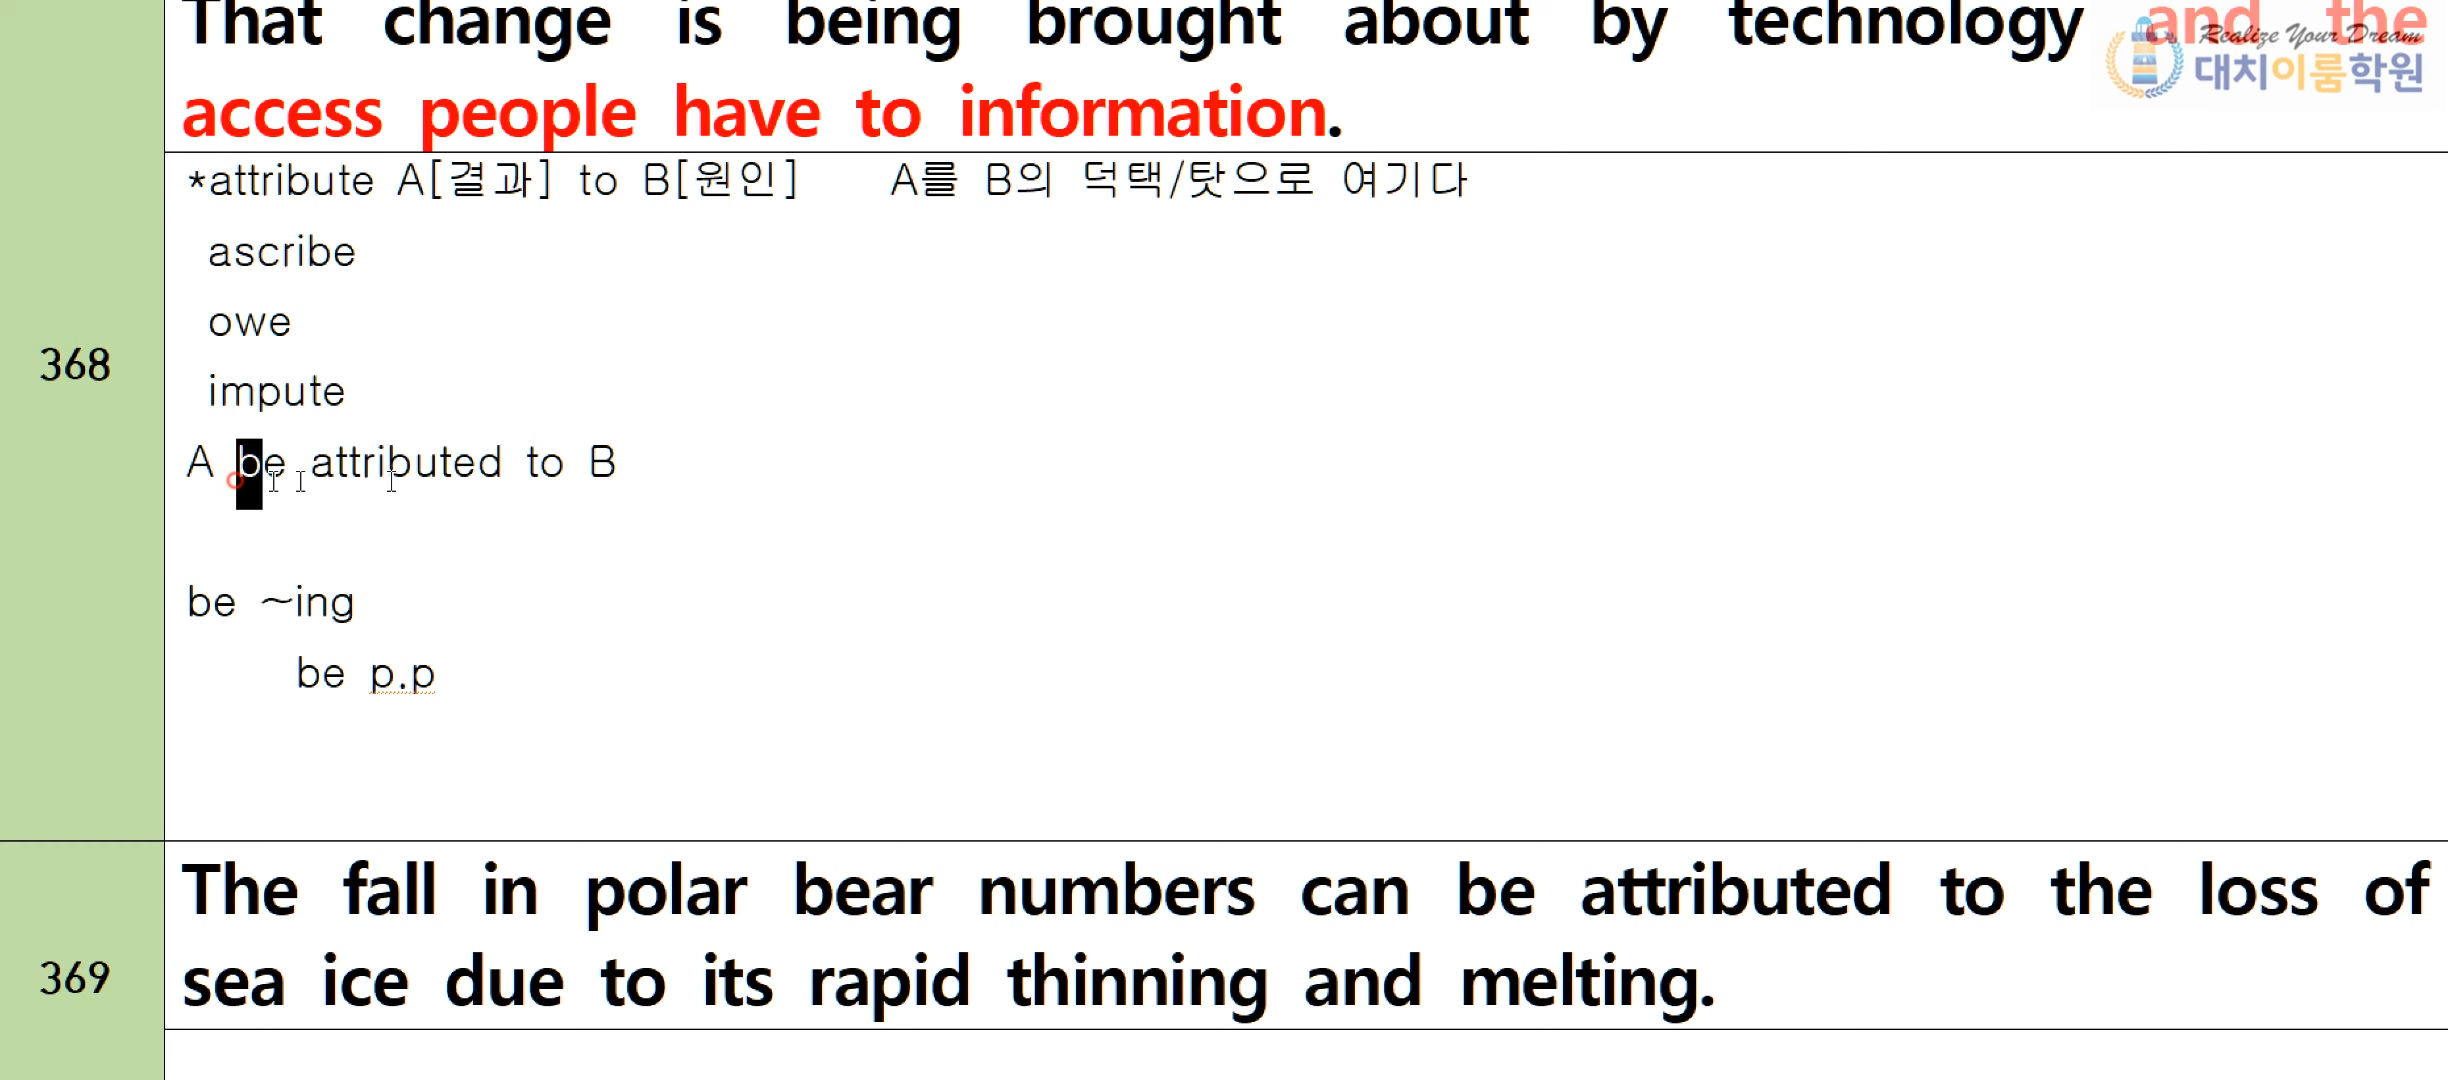 That change is being brought about by technology and the
Realize Your Dream
대치이룸학원
access people have to information.
*attribute A[결과] to B[원인] A를 B의 덕택/탓으로 여기다
ascribe
owe
368
impute
A be attributed to B
be ~ing
be p.p
The fall in polar bear numbers can be attributed to the loss of
369
sea ice due to its rapid thinning and melting.